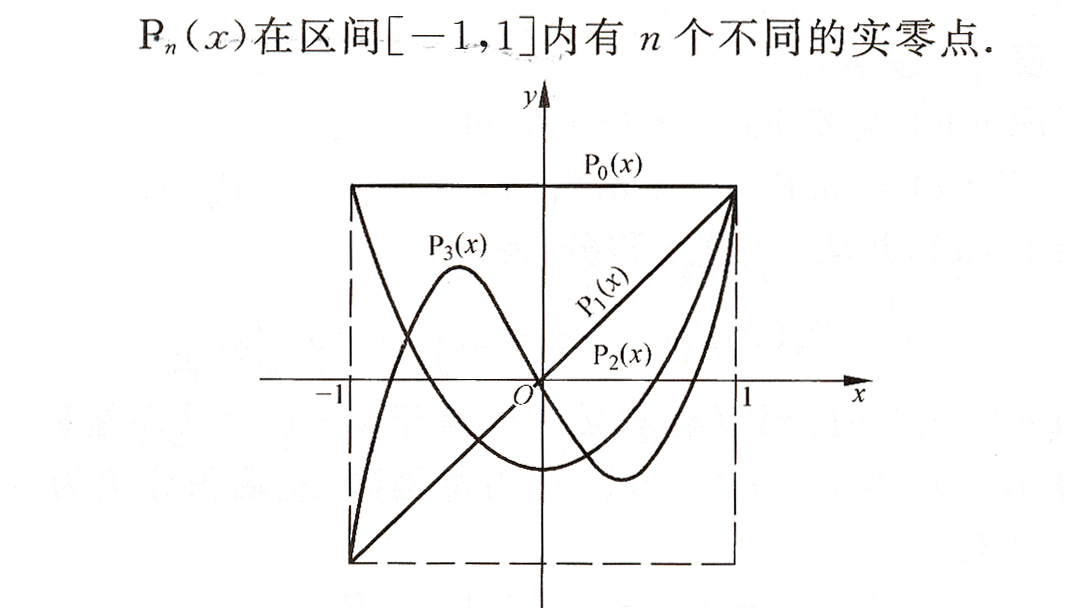 Pₙ(x)在区间[-1,1]内有 n 个不同的实零点.
y
P₀(x)
P₃(x)
P₁(x)
P₂(x)
-1
O
1
x